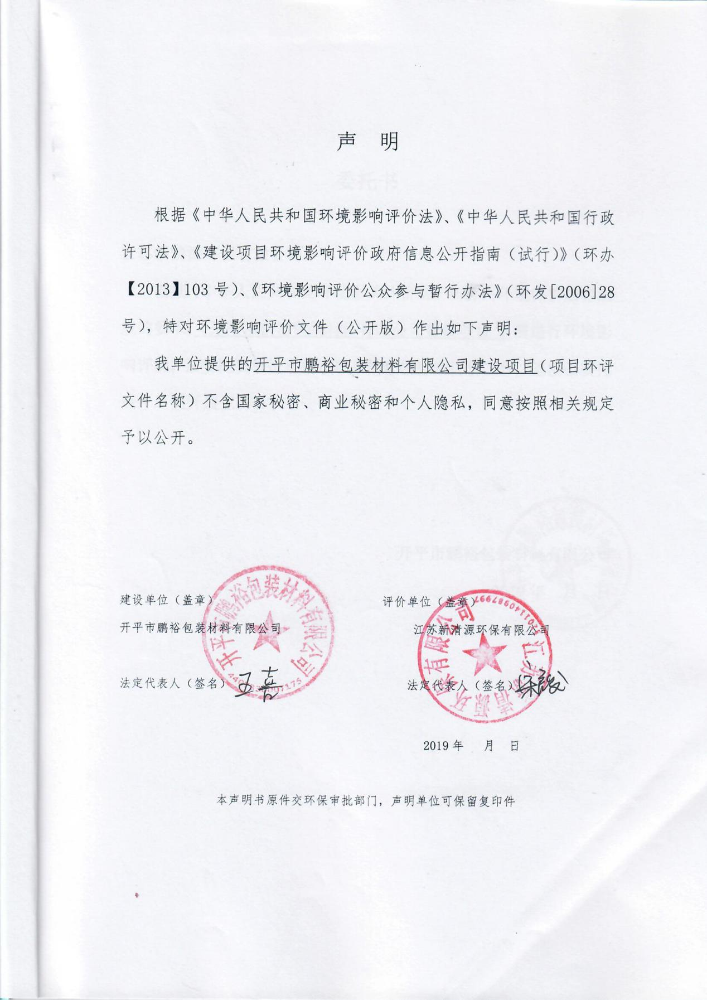 声 明
根据《中华人民共和国环境影响评价法》、《中华人民共和国行政
许可法》、《建设项目环境影响评价政府信息公开指南（试行）》（环办
【2013】103 号）、《环境影响评价公众参与暂行办法》（环发[2006]28
号），特对环境影响评价文件（公开版）作出如下声明：
我单位提供的开平市鹏裕包装材料有限公司建设项目（项目环评
文件名称）不含国家秘密、商业秘密和个人隐私，同意按照相关规定
予以公开。
建设单位（盖章）
开平市鹏裕包装材料有限公司
法定代表人（签名）
开平市鹏裕包装材料有限公司
评价单位（盖章）
江苏新清源环保有限公司
法定代表人（签名）
江苏新清源环保有限公司
2019 年 月 日
本声明书原件交环保审批部门，声明单位可保留复印件